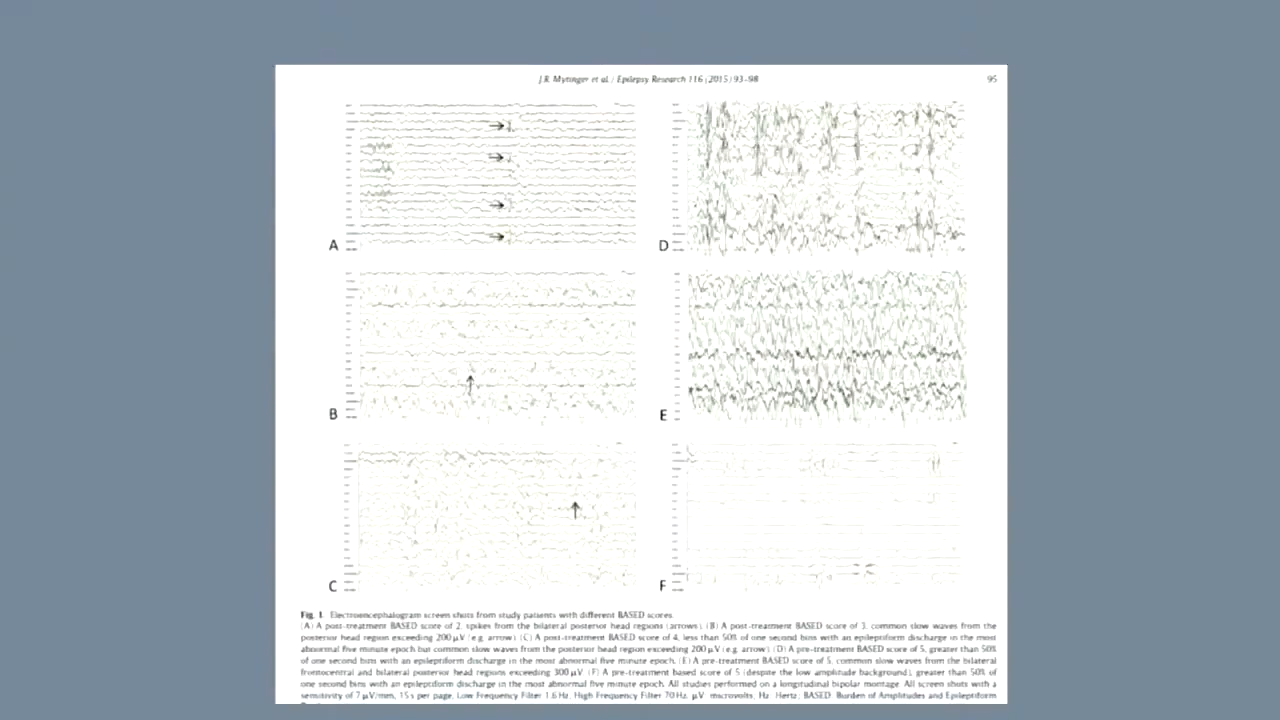 J.R. Mytinger et al. / Epilepsy Research 116 (2015) 93–98
95
A
D
B
E
C
F
Fig. 1. Electroencephalogram screen shots from study patients with different BASED scores.
(A) A post-treatment BASED score of 2, spikes from the bilateral posterior head regions (arrows). (B) A post-treatment BASED score of 3, common slow waves from the
posterior head region exceeding 200 μV (e.g. arrow). (C) A post-treatment BASED score of 4, less than 50% of one second bins with an epileptiform discharge in the most
abnormal five minute epoch but common slow waves from the posterior head region exceeding 200 μV (e.g. arrow). (D) A pre-treatment BASED score of 5, greater than 50%
of one second bins with an epileptiform discharge in the most abnormal five minute epoch. (E) A pre-treatment BASED score of 5, common slow waves from the bilateral
frontocentral and bilateral posterior head regions exceeding 300 μV. (F) A pre-treatment based score of 5 (despite the low amplitude background), greater than 50% of
one second bins with an epileptiform discharge in the most abnormal five minute epoch. All studies performed on a longitudinal bipolar montage. All screen shots with a
sensitivity of 7 μV/mm, 15 s per page, Low Frequency Filter 1.6 Hz, High Frequency Filter 70 Hz. μV: microvolts, Hz: Hertz; BASED: Burden of Amplitudes and Epileptiform